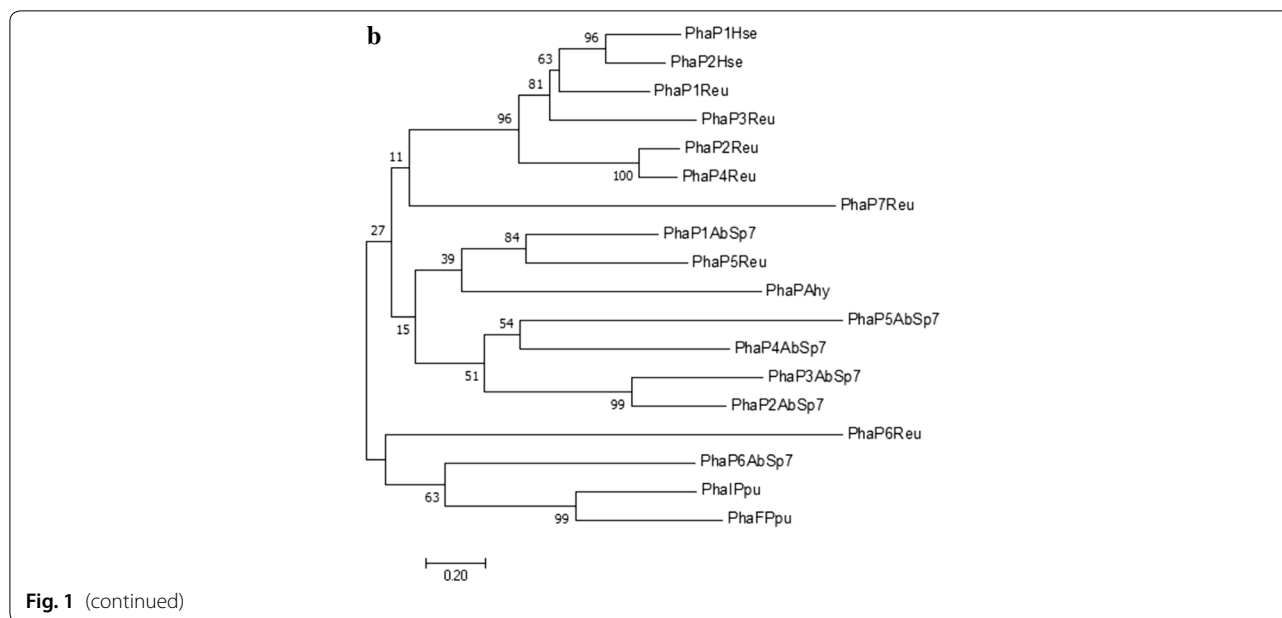 b
PhaP1Hse
96
PhaP2Hse
63
PhaP1Reu
81
PhaP3Reu
96
PhaP2Reu
11
100
PhaP4Reu
PhaP7Reu
27
PhaP1AbSp7
84
39
PhaP5Reu
PhaPAhy
15
PhaP5AbSp7
54
PhaP4AbSp7
51
PhaP3AbSp7
99
PhaP2AbSp7
PhaP6Reu
PhaP6AbSp7
63
PhaIPpu
99
PhaFPpu
0.20
Fig. 1 (continued)